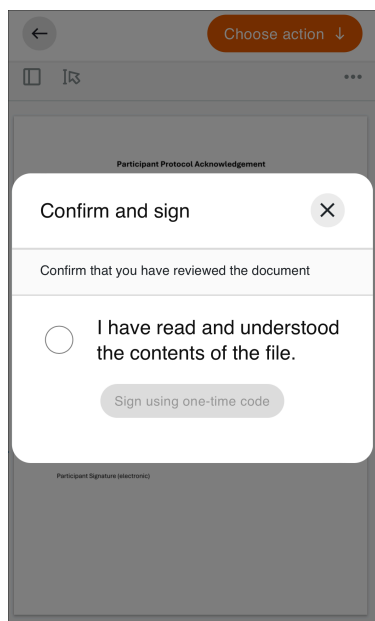 Choose action ↓
Participant Protocol Acknowledgement
Confirm and sign
Confirm that you have reviewed the document
I have read and understood
the contents of the file.
Sign using one-time code
Participant Signature (electronic)